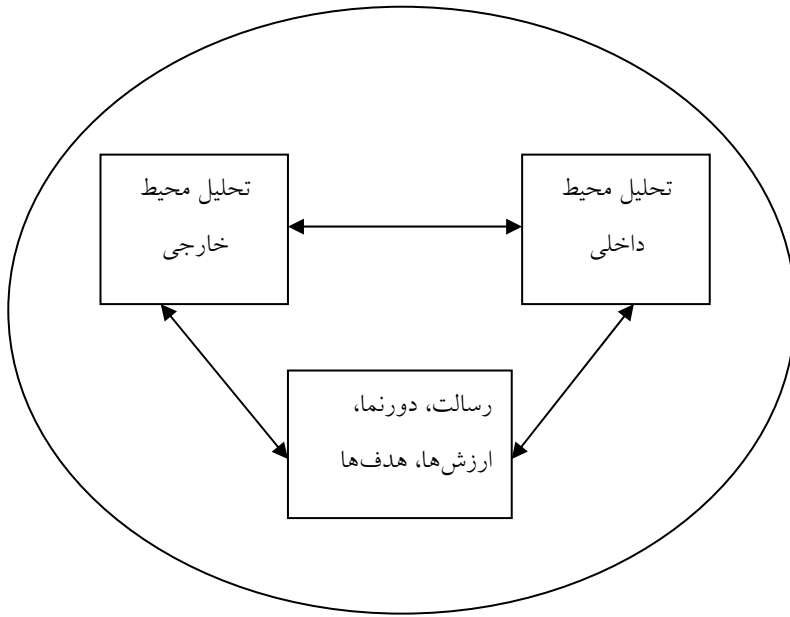 تحلیل محیط
داخلی
تحلیل محیط
خارجی
رسالت، دورنما،
ارزش‌ها، هدف‌ها